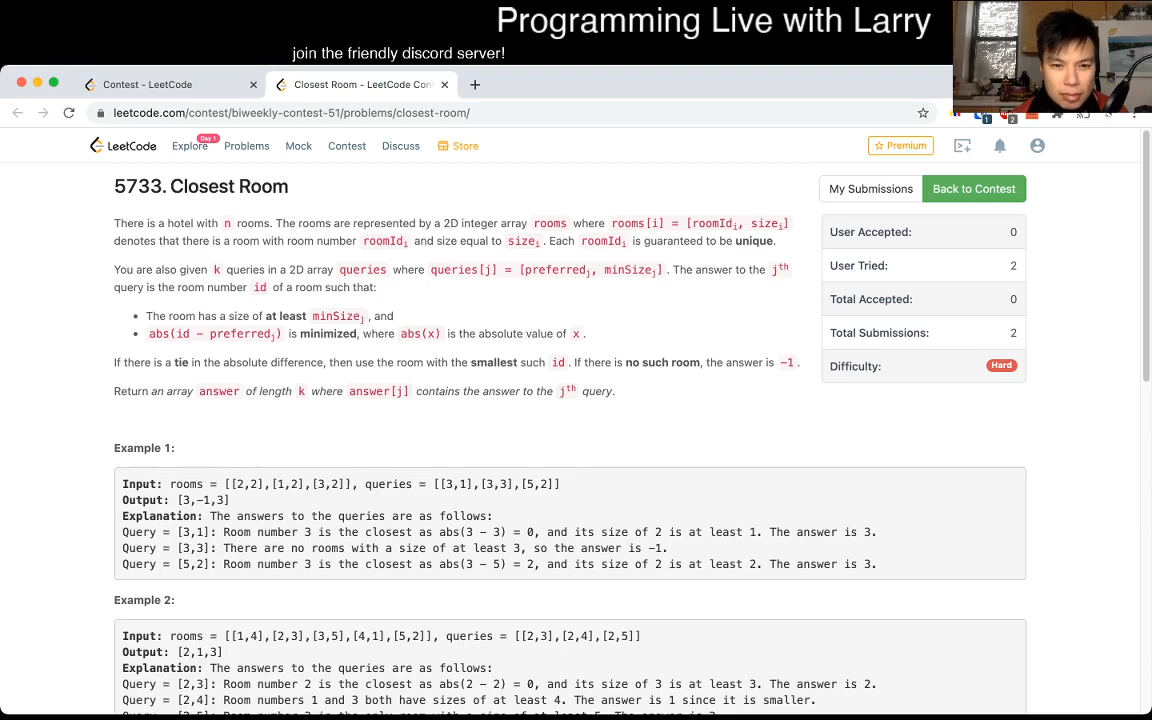 Programming Live with Larry
join the friendly discord server!
Contest - LeetCode
Closest Room - LeetCode Con
leetcode.com/contest/biweekly-contest-51/problems/closest-room/
LeetCode
Explore
Day 1
Problems
Mock
Contest
Discuss
Store
Premium
5733. Closest Room
My Submissions
Back to Contest
There is a hotel with n rooms. The rooms are represented by a 2D integer array rooms where rooms[i] = [roomIdi, sizei]
denotes that there is a room with room number roomIdi and size equal to sizei. Each roomIdi is guaranteed to be unique.
You are also given k queries in a 2D array queries where queries[j] = [preferredj, minSizej]. The answer to the jth
query is the room number id of a room such that:
• The room has a size of at least minSizej, and
• abs(id - preferredj) is minimized, where abs(x) is the absolute value of x.
If there is a tie in the absolute difference, then use the room with the smallest such id. If there is no such room, the answer is -1.
Return an array answer of length k where answer[j] contains the answer to the jth query.
User Accepted: 0
User Tried: 2
Total Accepted: 0
Total Submissions: 2
Difficulty: Hard
Example 1:
Input: rooms = [[2,2],[1,2],[3,2]], queries = [[3,1],[3,3],[5,2]]
Output: [3,-1,3]
Explanation: The answers to the queries are as follows:
Query = [3,1]: Room number 3 is the closest as abs(3 - 3) = 0, and its size of 2 is at least 1. The answer is 3.
Query = [3,3]: There are no rooms with a size of at least 3, so the answer is -1.
Query = [5,2]: Room number 3 is the closest as abs(3 - 5) = 2, and its size of 2 is at least 2. The answer is 3.
Example 2:
Input: rooms = [[1,4],[2,3],[3,5],[4,1],[5,2]], queries = [[2,3],[2,4],[2,5]]
Output: [2,1,3]
Explanation: The answers to the queries are as follows:
Query = [2,3]: Room number 2 is the closest as abs(2 - 2) = 0, and its size of 3 is at least 3. The answer is 2.
Query = [2,4]: Room numbers 1 and 3 both have sizes of at least 4. The answer is 1 since it is smaller.